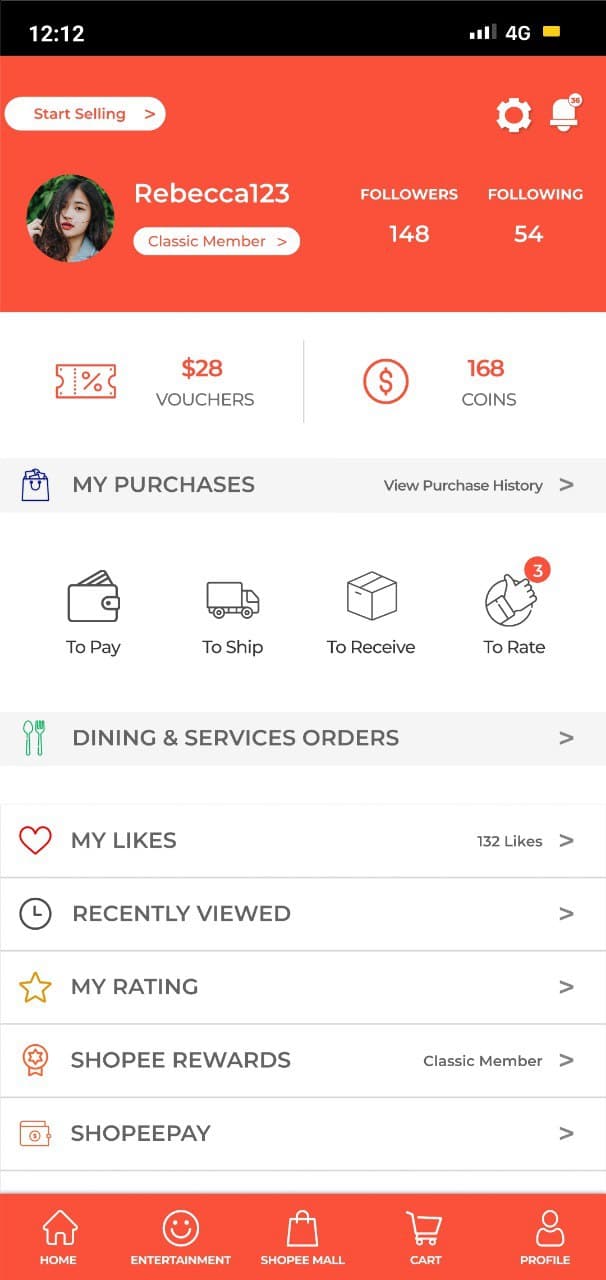 12:12
4G
Start Selling >
36
Rebecca123
Classic Member >
FOLLOWERS
148
FOLLOWING
54
$28
VOUCHERS
168
COINS
MY PURCHASES
View Purchase History >
To Pay
To Ship
To Receive
3
To Rate
DINING & SERVICES ORDERS >
MY LIKES
132 Likes >
RECENTLY VIEWED >
MY RATING >
SHOPEE REWARDS
Classic Member >
SHOPEEPAY >
HOME
ENTERTAINMENT
SHOPEE MALL
CART
PROFILE